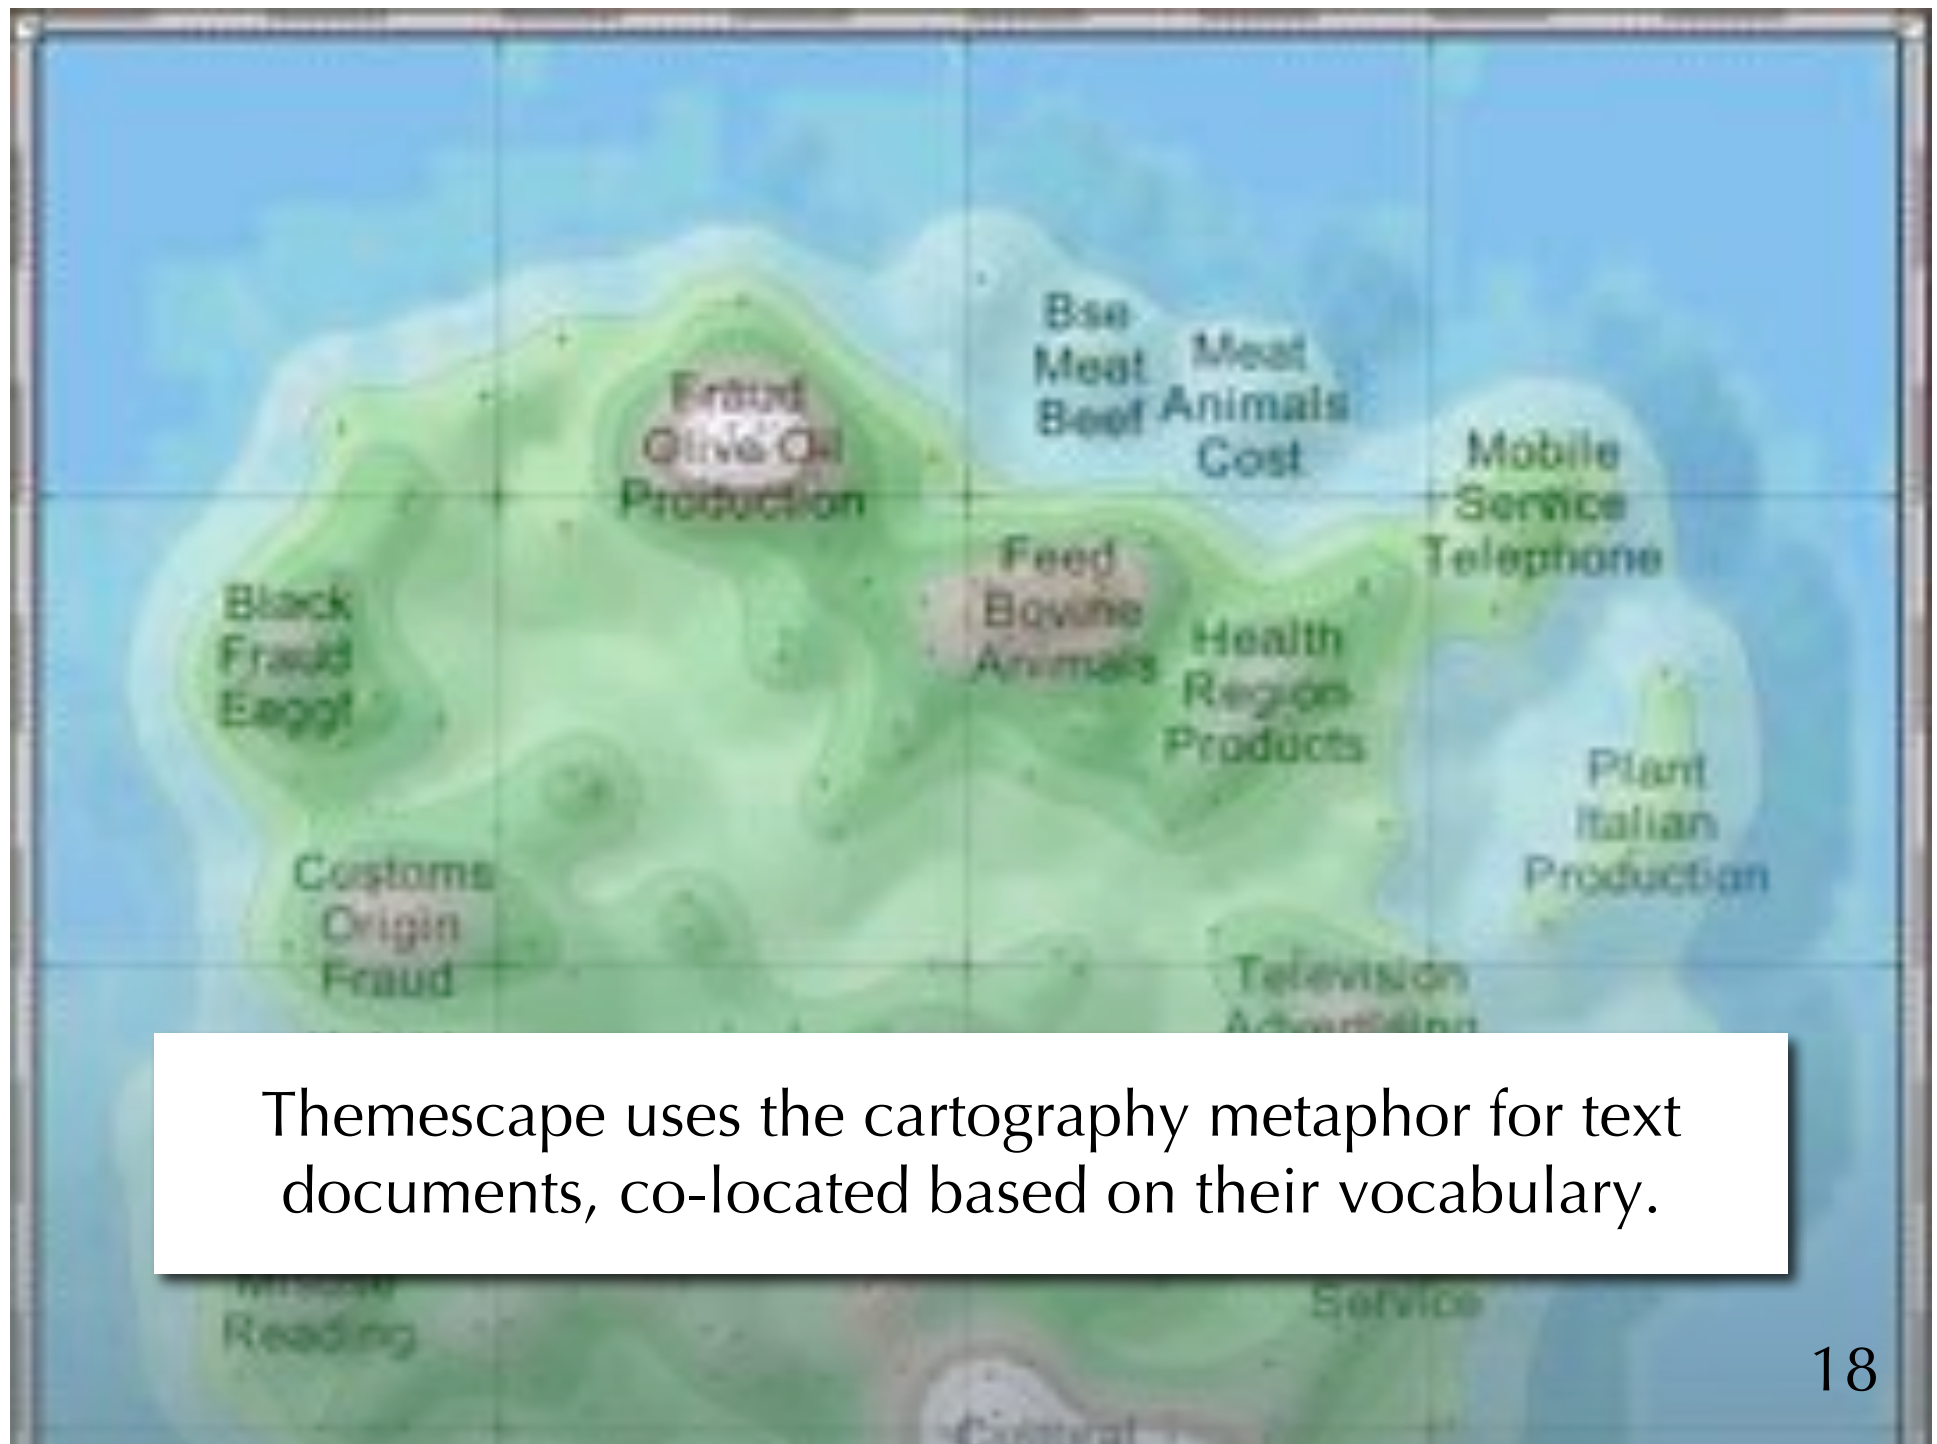 Bse
Meat
Beef
Meat
Animals
Cost
Fraud
Olive Oil
Production
Mobile
Service
Telephone
Feed
Bovine
Animals
Black
Fraud
Eaggf
Health
Region
Products
Plant
Italian
Production
Customs
Origin
Fraud
Television
Advertising
Themescape uses the cartography metaphor for text
documents, co-located based on their vocabulary.
Service
Reading
18